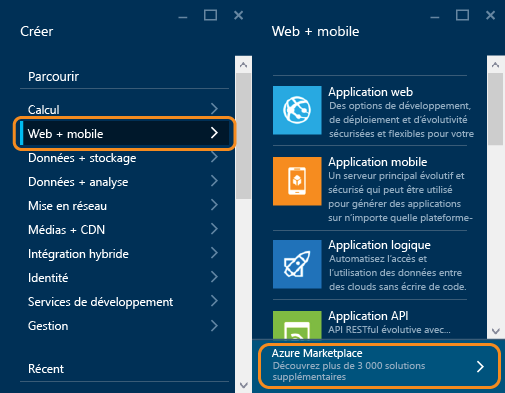 Créer
Parcourir
Calcul
Web + mobile
Données + stockage
Données + analyse
Mise en réseau
Médias + CDN
Intégration hybride
Identité
Services de développement
Gestion
Récent
Web + mobile
Application web
Des options de développement,
de déploiement et d'évolutivité
sécurisées et flexibles pour votre
Application mobile
Un serveur principal évolutif et
sécurisé qui peut être utilisé
pour générer des applications
sur n'importe quelle plateforme-
Application logique
Automatisez l'accès et
l'utilisation des données entre
des clouds sans écrire de code.
Application API
API RESTful évolutive avec...
Azure Marketplace
Découvrez plus de 3 000 solutions
supplémentaires